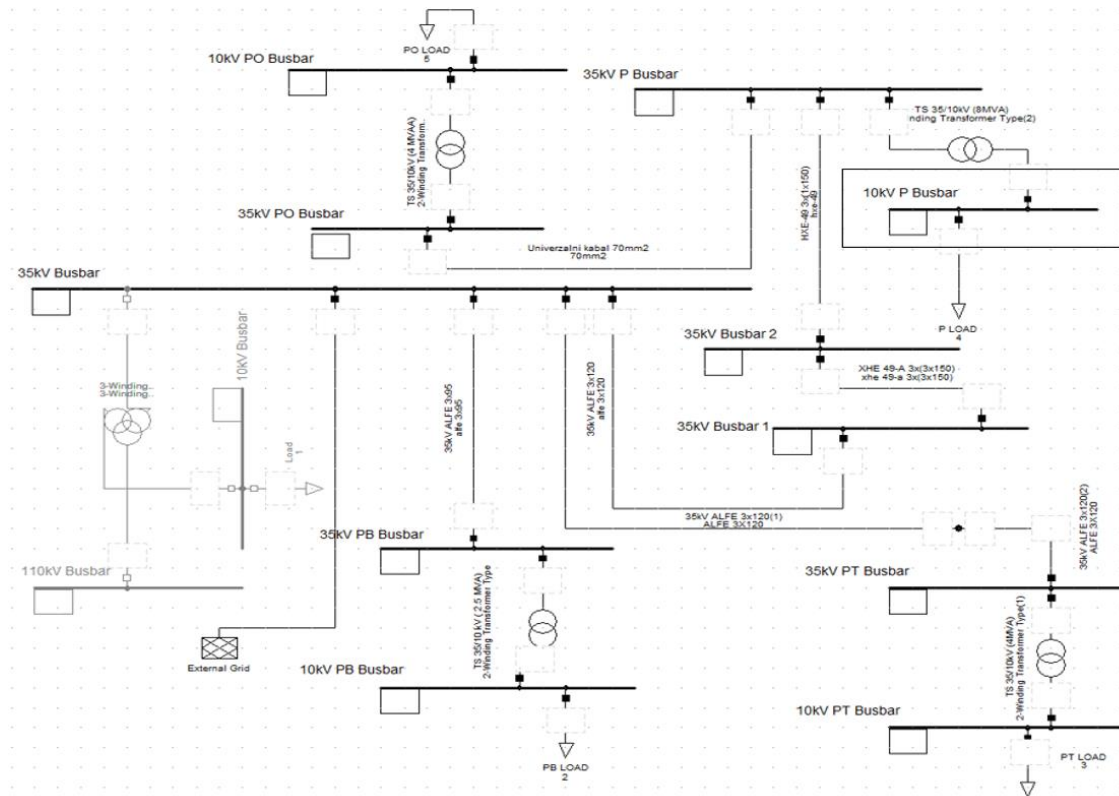 PO LOAD
5
10kV PO Busbar
35kV P Busbar
TS 35/10kV (8MVA)
nding Transformer Type(2)
TS 35/10kV (4 MVAA)
2-Winding Transform..
HXE-49 3x(1x150)
hxe-49
10kV P Busbar
35kV PO Busbar
Univerzalni kabal 70mm2
70mm2
35kV Busbar
P LOAD
4
10kV Busbar
35kV Busbar 2
XHE 49-A 3x(3x150)
xhe 49-a 3x(3x150)
3-Winding..
3-Winding..
35kV ALFE 3x95
alfe 3x95
35kV ALFE 3x120
alfe 3x120
35kV Busbar 1
Load
1
35kV ALFE 3x120(1)
ALFE 3X120
35kV ALFE 3x120(2)
ALFE 3X120
35kV PB Busbar
110kV Busbar
35kV PT Busbar
TS 35/10 kV ( 2.5 MVA)
2-Winding Transformer Type
TS 35/10kV (4MVA)
2-Winding Transformer Type(1)
External Grid
10kV PB Busbar
10kV PT Busbar
PB LOAD
2
PT LOAD
3